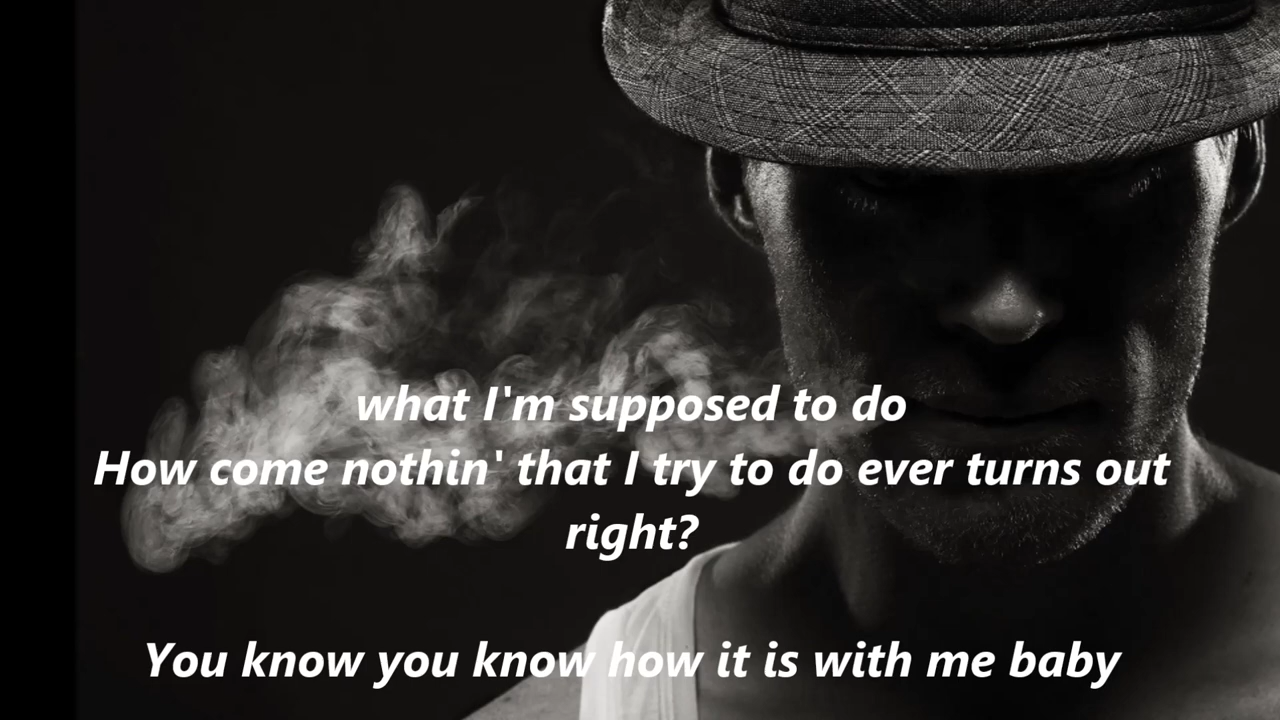 what I'm supposed to do
How come nothin' that I try to do ever turns out
right?
You know you know how it is with me baby